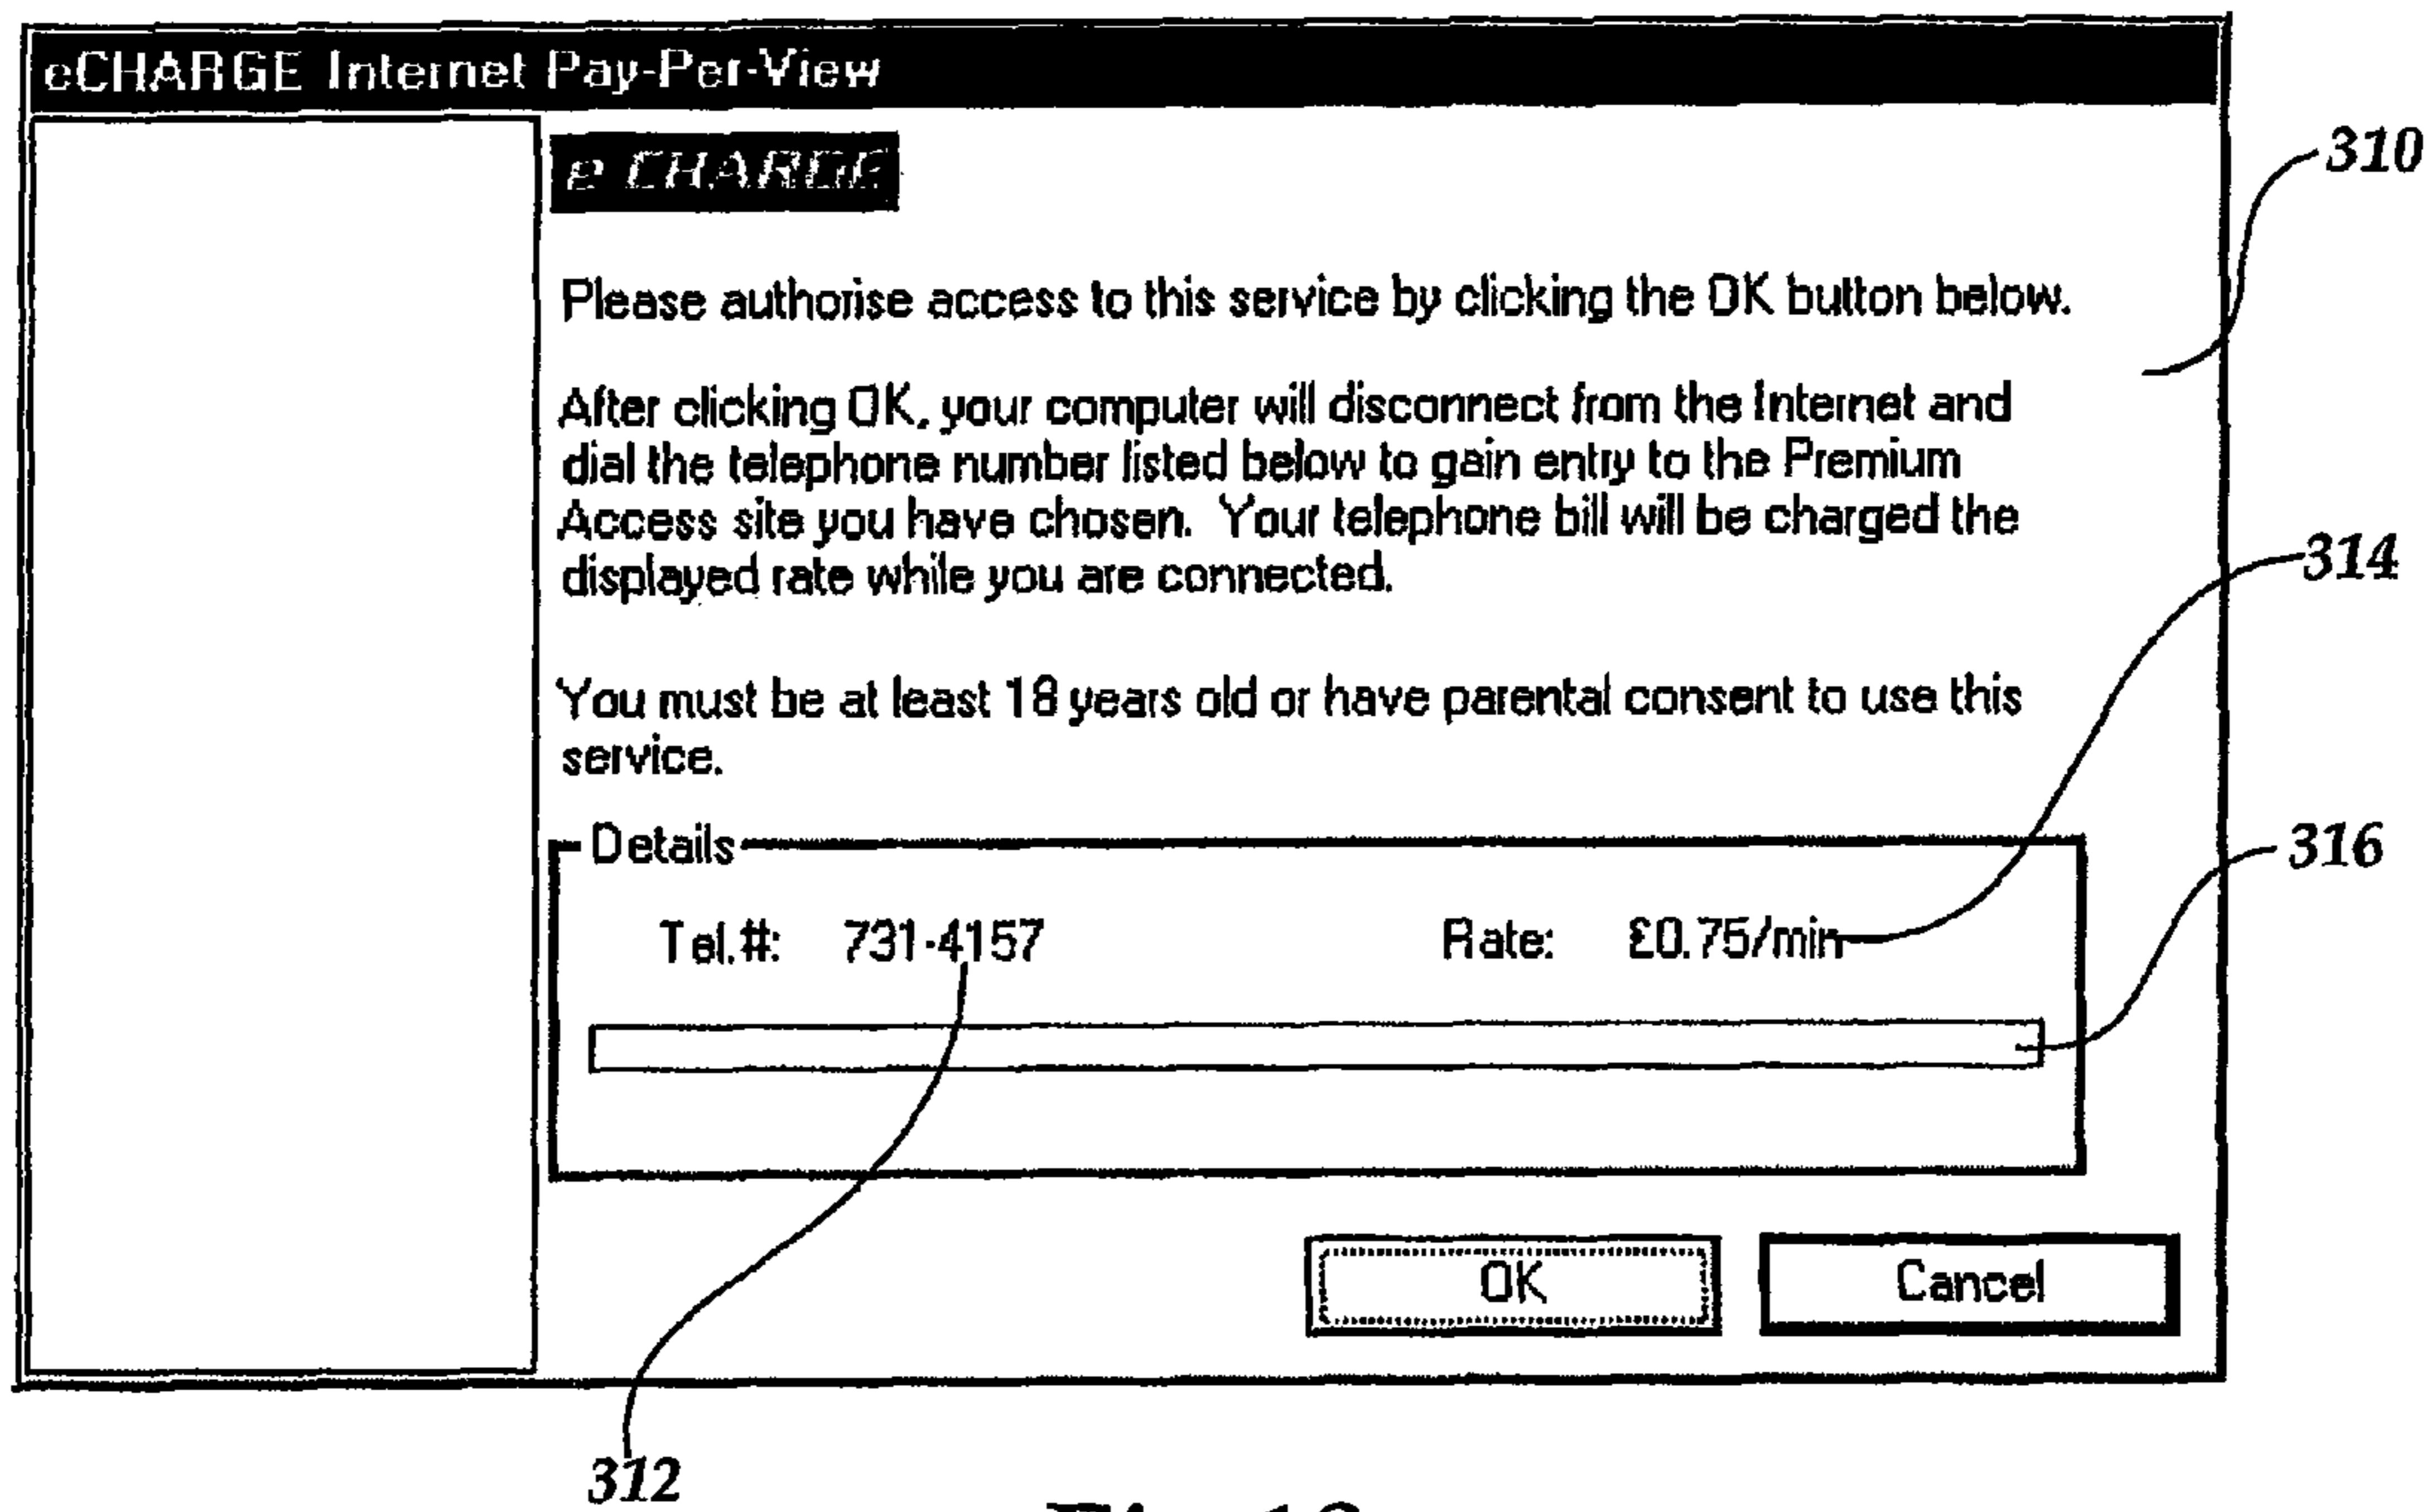 eCHARGE Internet Pay-Per-View
e CHARGE
310
Please authorise access to this service by clicking the OK button below.
After clicking OK, your computer will disconnect from the Internet and
dial the telephone number listed below to gain entry to the Premium
Access site you have chosen. Your telephone bill will be charged the
displayed rate while you are connected.
314
You must be at least 18 years old or have parental consent to use this
service.
Details
316
Tel.#: 731-4157 Rate: £0.75/min
OK Cancel
312